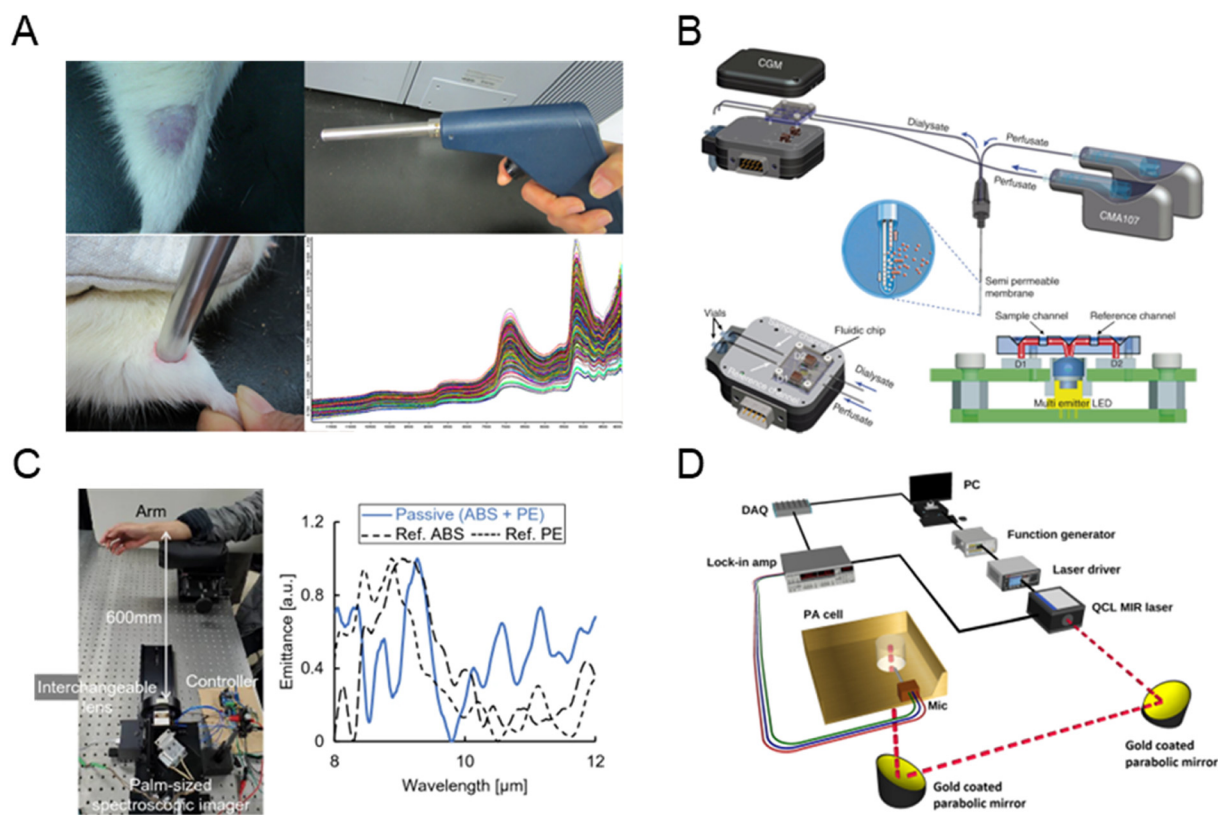 A
B
CGM
Dialysate
Perfusate
Perfusate
CMA107
Semi permeable
membrane
Sample channel
Reference channel
D1
D2
Multi emitter LED
Vials
Fluidic chip
Reference channel
Dialysate
Perfusate
C
Arm
600mm
Interchangeable
lens
Controller
Palm-sized
spectroscopic imager
Passive (ABS + PE)
Ref. ABS
Ref. PE
Emittance [a.u.]
1.2
0.8
0.4
0
8
10
12
Wavelength [μm]
D
PC
DAQ
Function generator
Lock-in amp
Laser driver
QCL MIR laser
PA cell
Mic
Gold coated
parabolic mirror
Gold coated
parabolic mirror